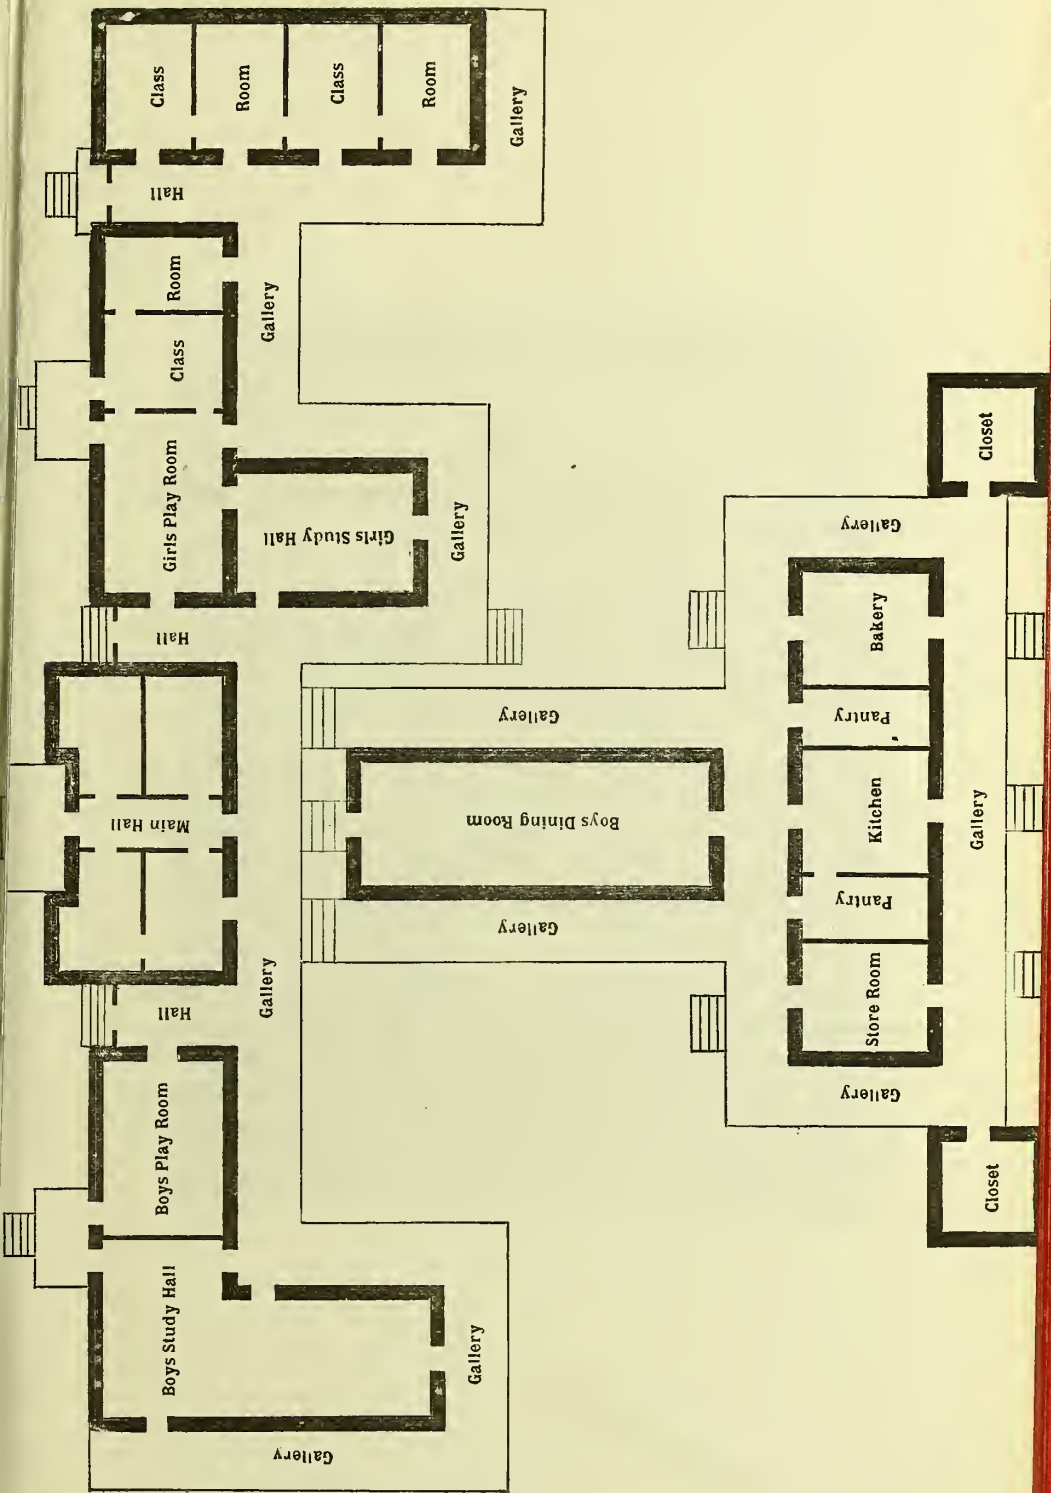 Class
Room
Class
Room
Gallery
Hall
Room
Class
Gallery
Girls Play Room
Girls Study Hall
Gallery
Hall
Main Hall
Gallery
Hall
Boys Play Room
Boys Study Hall
Gallery
Gallery
Gallery
Boys Dining Room
Gallery
Closet
Gallery
Bakery
Pantry
Kitchen
Pantry
Store Room
Gallery
Gallery
Closet